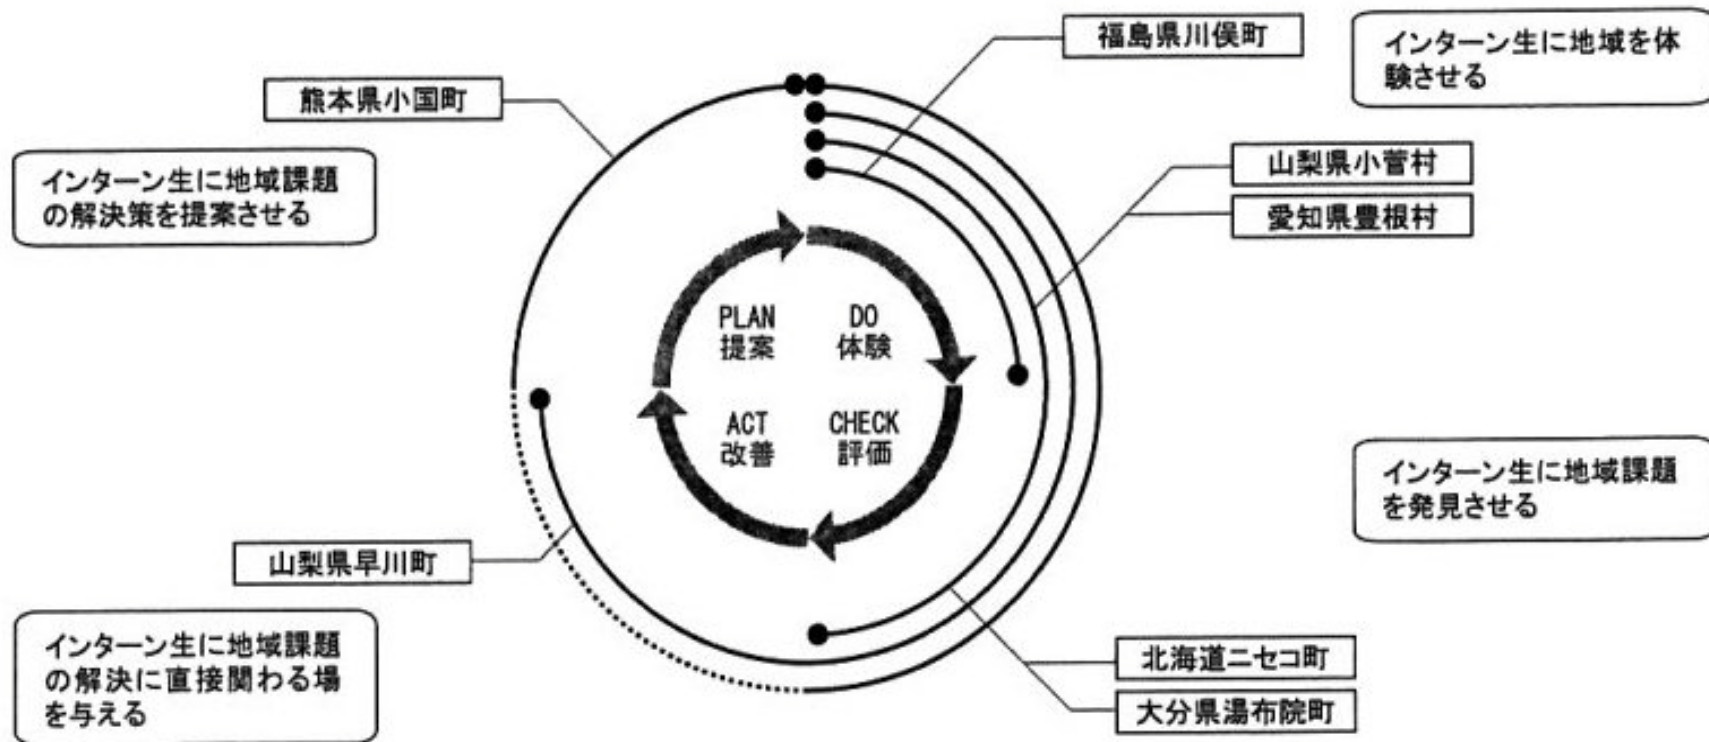 福島県川俣町
インターン生に地域を体
験させる
熊本県小国町
インターン生に地域課題
の解決策を提案させる
山梨県小菅村
愛知県豊根村
PLAN
提案
DO
体験
ACT
改善
CHECK
評価
インターン生に地域課題
を発見させる
山梨県早川町
インターン生に地域課題
の解決に直接関わる場
を与える
北海道ニセコ町
大分県湯布院町